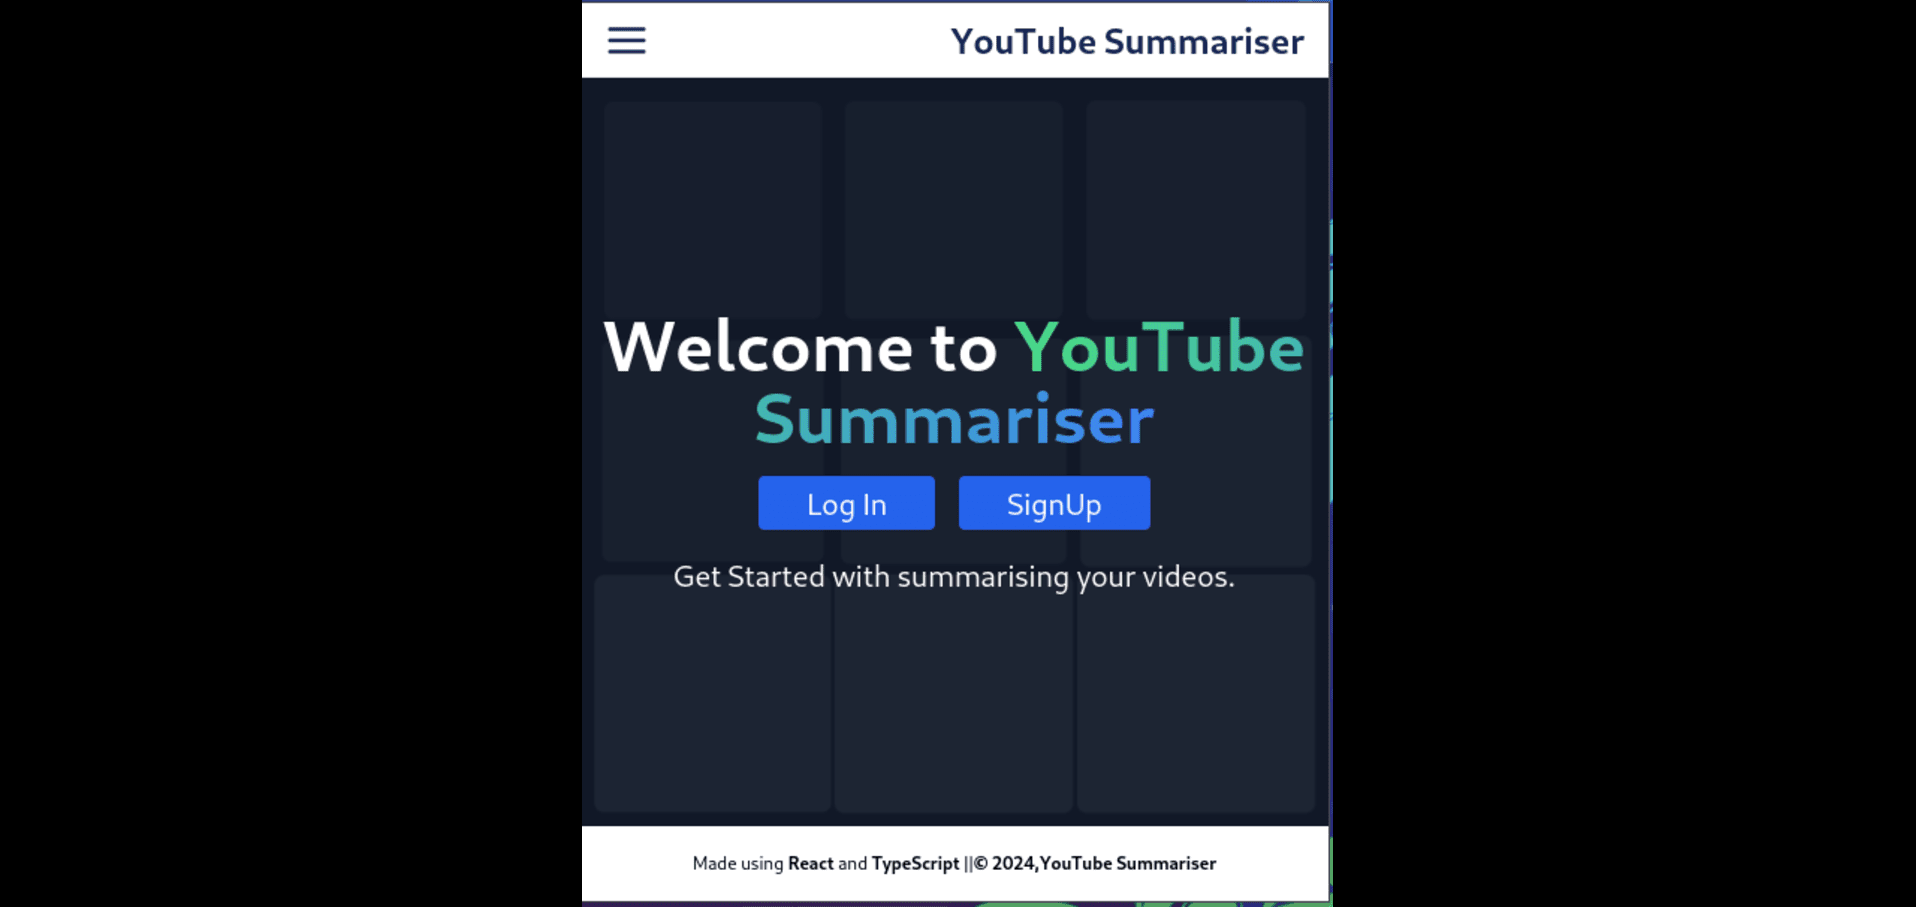 YouTube Summariser
Welcome to YouTube
Summariser
Log In
SignUp
Get Started with summarising your videos.
Made using React and TypeScript ||© 2024,YouTube Summariser